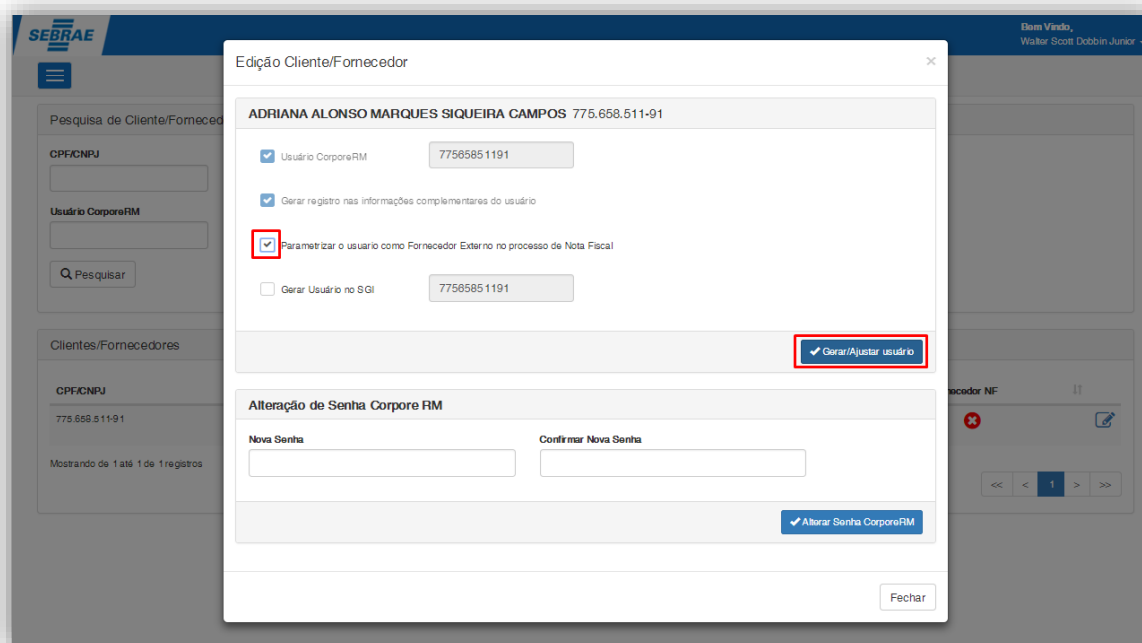 SEBRAE
Bem Vindo,
Walter Scott Dobbin Junior -
Edição Cliente/Fornecedor
×
Pesquisa de Cliente/Forneced
CPF/CNPJ
Usuário CorporeRM
Pesquisar
ADRIANA ALONSO MARQUES SIQUEIRA CAMPOS 775.658.511-91
Usuário CorporeRM 77565851191
Gerar registro nas informações complementares do usuário
Parametrizar o usuario como Fornecedor Externo no processo de Nota Fiscal
Gerar Usuário no SGI 77565851191
Gerar/Ajustar usuário
Clientes/Fornecedores
CPF/CNPJ
necedor NF
775.658.511-91
Mostrando de 1 até 1 de 1 registros
<< < 1 > >>
Alteração de Senha Corpore RM
Nova Senha Confirmar Nova Senha
Alterar Senha CorporeRM
Fechar